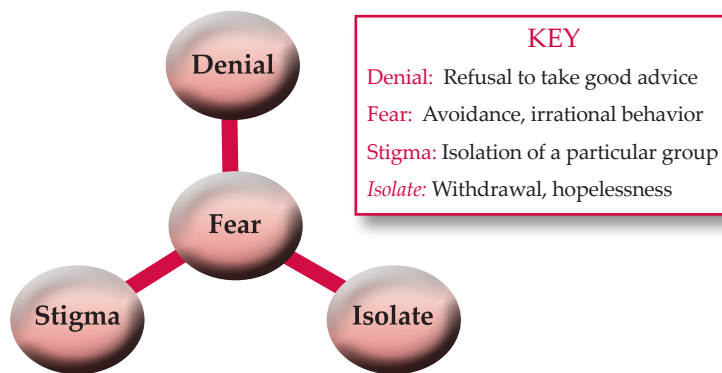 Denial
Fear
Stigma
Isolate
KEY
Denial: Refusal to take good advice
Fear: Avoidance, irrational behavior
Stigma: Isolation of a particular group
Isolate: Withdrawal, hopelessness